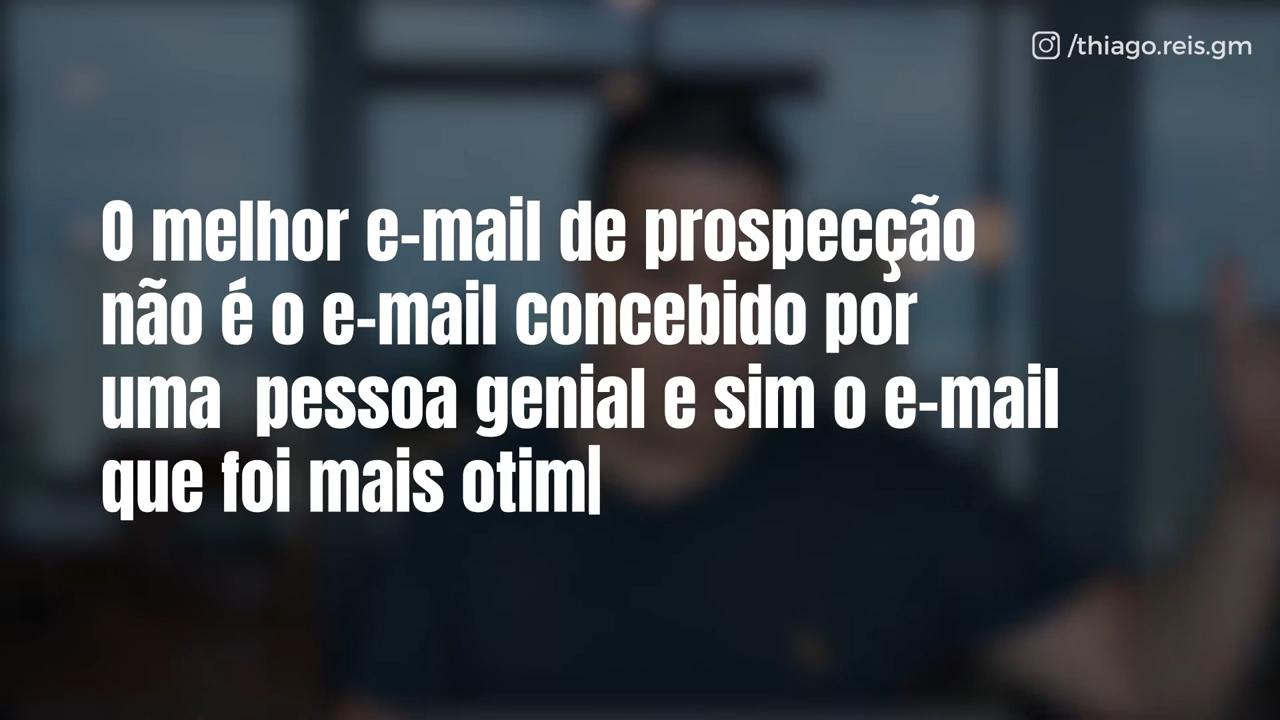 /thiago.reis.gm
O melhor e-mail de prospecção
não é o e-mail concebido por
uma  pessoa genial e sim o e-mail
que foi mais otim|